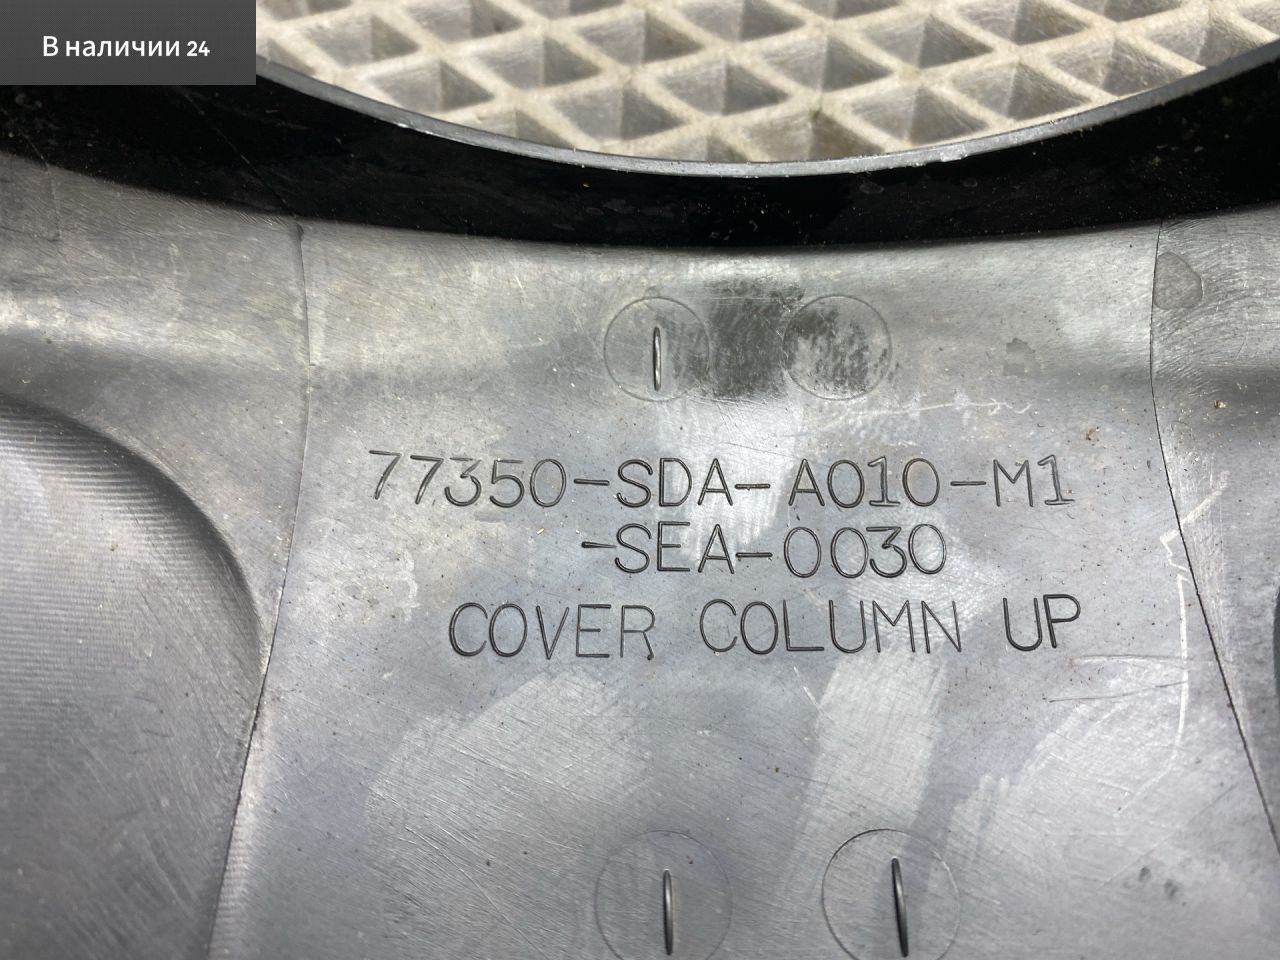 В наличии 24
77350-SDA-A010-M1
-SEA-0030
COVER COLUMN UP